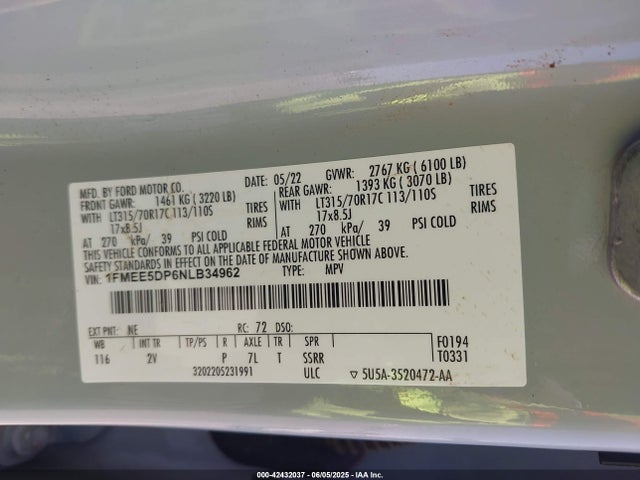 MFD. BY FORD MOTOR CO.
DATE: 05/22 GVWR: 2767 KG (6100 LB)
FRONT GAWR: 1461 KG (3220 LB) REAR GAWR: 1393 KG (3070 LB)
WITH LT315/70R17C 113/110S TIRES WITH LT315/70R17C 113/110S TIRES
17x8.5J RIMS 17x8.5J RIMS
AT 270 kPa/ 39 PSI COLD AT 270 kPa/ 39 PSI COLD
THIS VEHICLE CONFORMS TO ALL APPLICABLE FEDERAL MOTOR VEHICLE
SAFETY STANDARDS IN EFFECT ON THE DATE OF MANUFACTURE SHOWN ABOVE.
VIN: 1FMEE5DP6NLB34962 TYPE: MPV
EXT PNT: NE RC: 72 DSO:
WB INT TR TP/PS R AXLE TR SPR F0194
116 2V P 7L T SSRR T0331
3202205231991 ULC ▽ 5U5A-3520472-AA
000-42432037 - 06/05/2025 - IAA Inc.